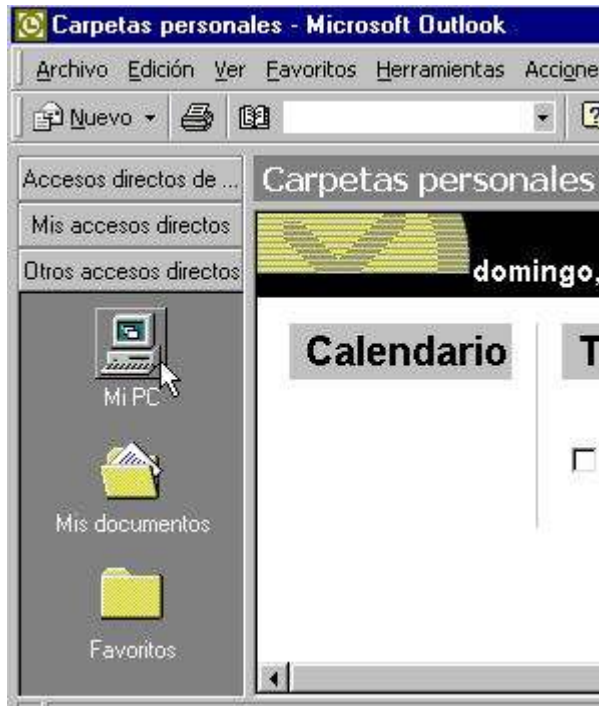 Carpetas personales - Microsoft Outlook
Archivo Edición Ver Favoritos Herramientas Accione
Nuevo
Accesos directos de ...
Mis accesos directos
Otros accesos directos
Carpetas personales
domingo,
Calendario T
Mi PC
Mis documentos
Favoritos